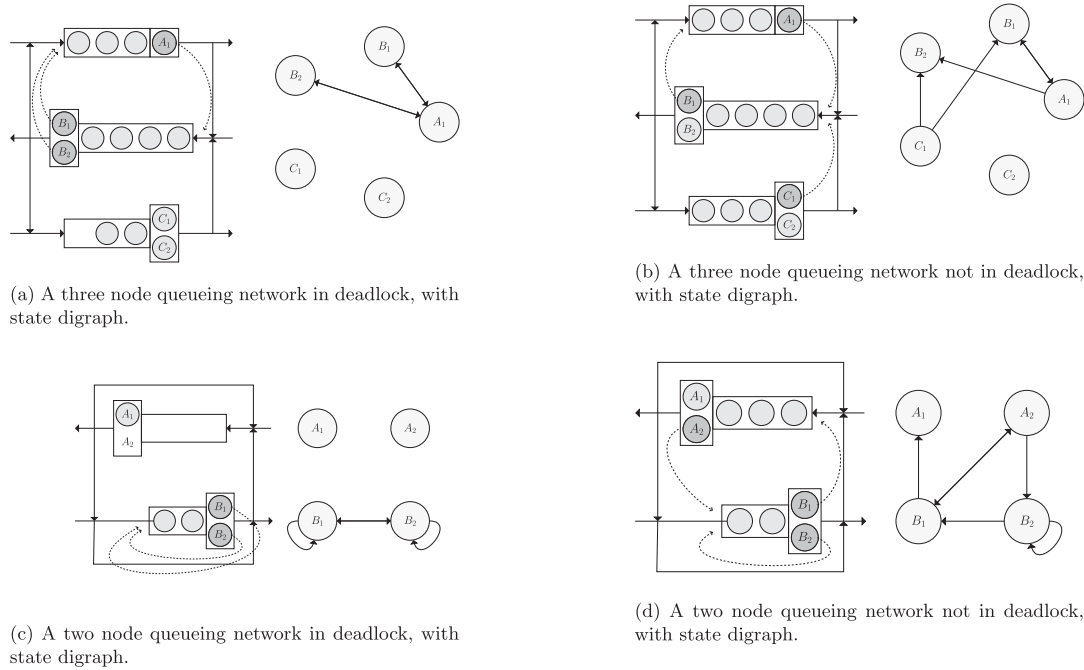 A₁
B₁
B₂
C₁
C₂
B₁
B₂
A₁
C₁
C₂
(a) A three node queueing network in deadlock, with
state digraph.
A₁
B₁
B₂
C₁
C₂
B₁
B₂
A₁
C₁
C₂
(b) A three node queueing network not in deadlock,
with state digraph.
A₁
A₂
B₁
B₂
A₁
A₂
B₁
B₂
(c) A two node queueing network in deadlock, with
state digraph.
A₁
A₂
B₁
B₂
A₁
A₂
B₁
B₂
(d) A two node queueing network not in deadlock,
with state digraph.